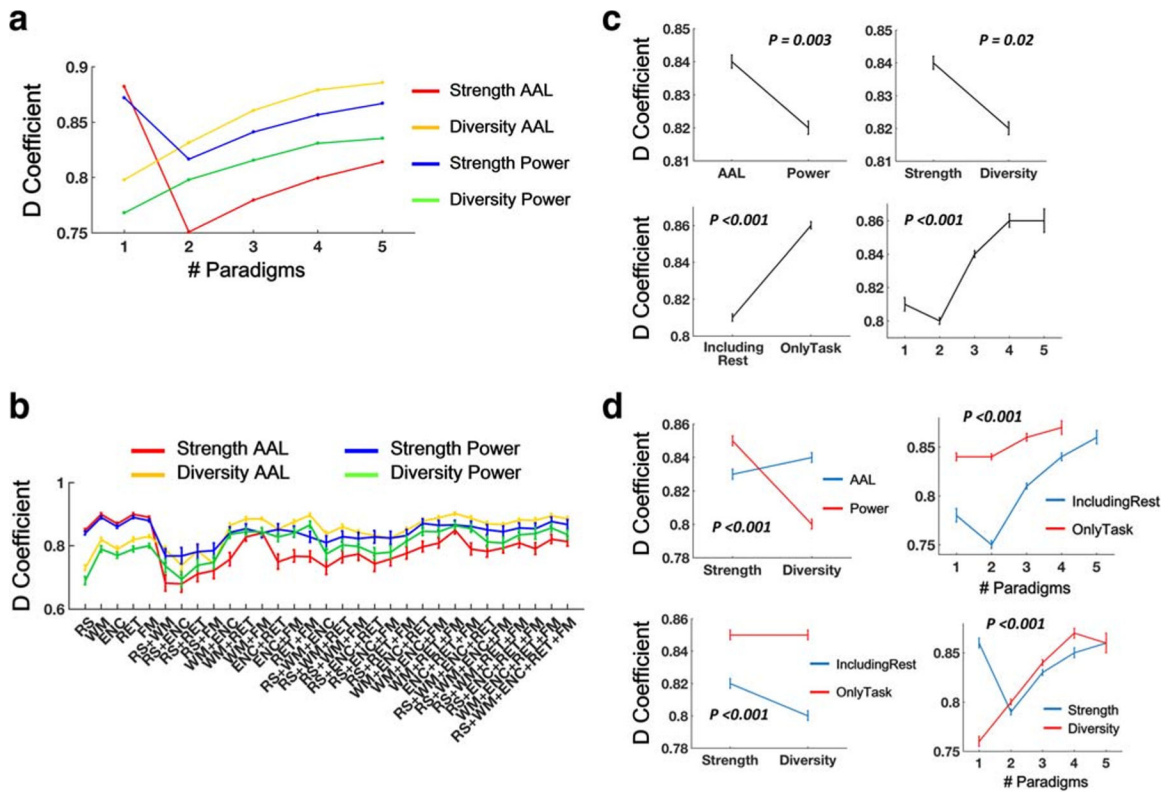 a
0.9
0.85
0.8
0.75
D Coefficient
1 2 3 4 5
# Paradigms
Strength AAL
Diversity AAL
Strength Power
Diversity Power
b
Strength AAL
Diversity AAL
Strength Power
Diversity Power
1
0.8
0.6
D Coefficient
RS
WM
ENC
RET
FM
RS+WM
RS+ENC
RS+RET
RS+FM
WM+ENC
WM+RET
WM+FM
ENC+RET
ENC+FM
RET+FM
RS+WM+ENC
RS+WM+RET
RS+WM+FM
RS+ENC+RET
RS+ENC+FM
RS+RET+FM
WM+ENC+RET
WM+ENC+FM
WM+RET+FM
ENC+RET+FM
RS+WM+ENC+RET
RS+WM+ENC+FM
RS+WM+RET+FM
RS+ENC+RET+FM
WM+ENC+RET+FM
RS+WM+ENC+RET+FM
c
0.85
0.84
0.83
0.82
0.81
D Coefficient
P = 0.003
AAL Power
0.85
0.84
0.83
0.82
0.81
P = 0.02
Strength Diversity
0.86
0.84
0.82
0.8
D Coefficient
P <0.001
Including OnlyTask
Rest
0.86
0.84
0.82
0.8
P <0.001
1 2 3 4 5
d
0.86
0.84
0.82
0.8
0.78
D Coefficient
P <0.001
AAL
Power
Strength Diversity
P <0.001
0.85
0.8
0.75
IncludingRest
OnlyTask
1 2 3 4 5
# Paradigms
0.86
0.84
0.82
0.8
0.78
D Coefficient
P <0.001
IncludingRest
OnlyTask
Strength Diversity
P <0.001
0.85
0.8
0.75
Strength
Diversity
1 2 3 4 5
# Paradigms